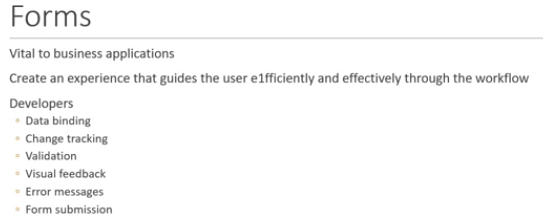 Forms
Vital to business applications
Create an experience that guides the user e1fficiently and effectively through the workflow
Developers
Data binding
Change tracking
Validation
Visual feedback
Error messages
Form submission